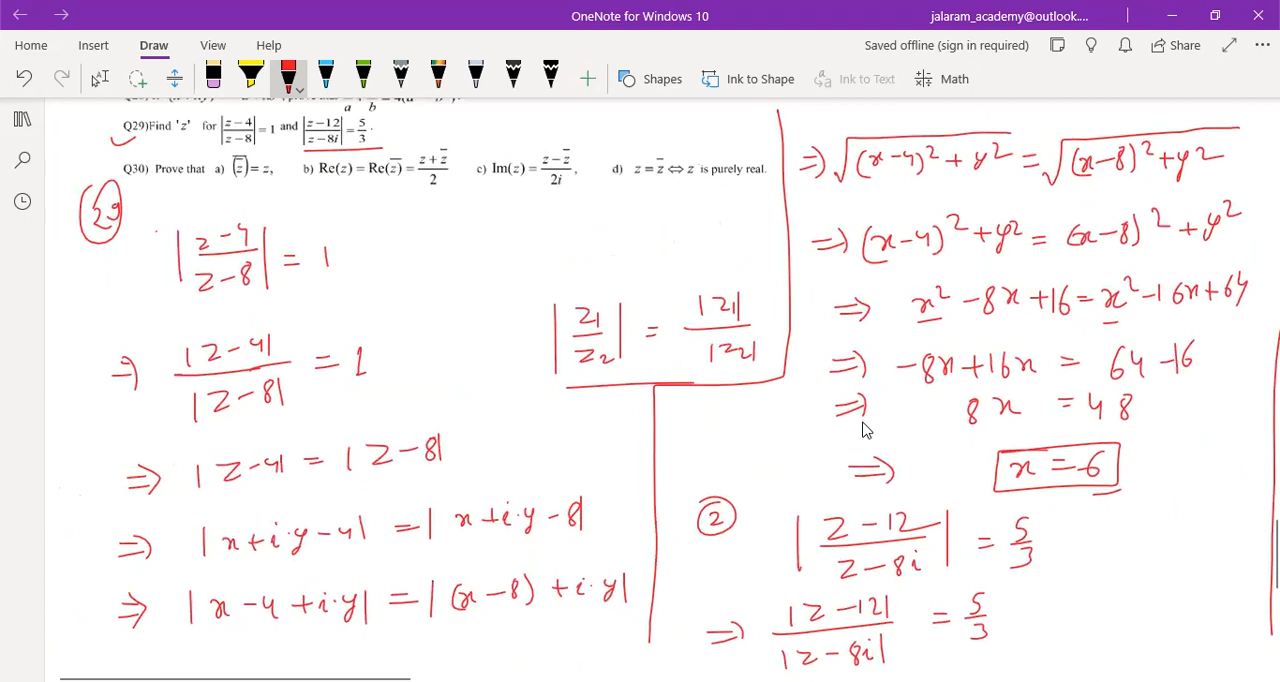 OneNote for Windows 10
jalaram_academy@outlook....
Home Insert Draw View Help
Saved offline (sign in required) Share
Shapes Ink to Shape Ink to Text Math
a b
Q29)Find 'z' for |z−4/z−8| = 1 and |z−12/z−8i| = 5/3.
Q30) Prove that a) (z̅)‾ = z, b) Re(z) = Re(z̅) = z+z̅/2 c) Im(z) = z−z̅/2i, d) z = z̅ ⇔ z is purely real.
29
|z-4/z-8| = 1
⇒ |z-4|/|z-8| = 1
⇒ |z-4| = |z-8|
⇒ |x+i·y-4| = |x+i·y-8|
⇒ |x-4+i·y| = |(x-8)+i·y|
|z1/z2| = |z1|/|z2|
⇒ √(x-4)²+y² = √(x-8)²+y²
⇒ (x-4)²+y² = (x-8)²+y²
⇒ x²-8x+16 = x²-16x+64
⇒ -8x+16x = 64-16
⇒ 8x = 48
⇒ x = 6
2
|z-12/z-8i| = 5/3
⇒ |z-12|/|z-8i| = 5/3